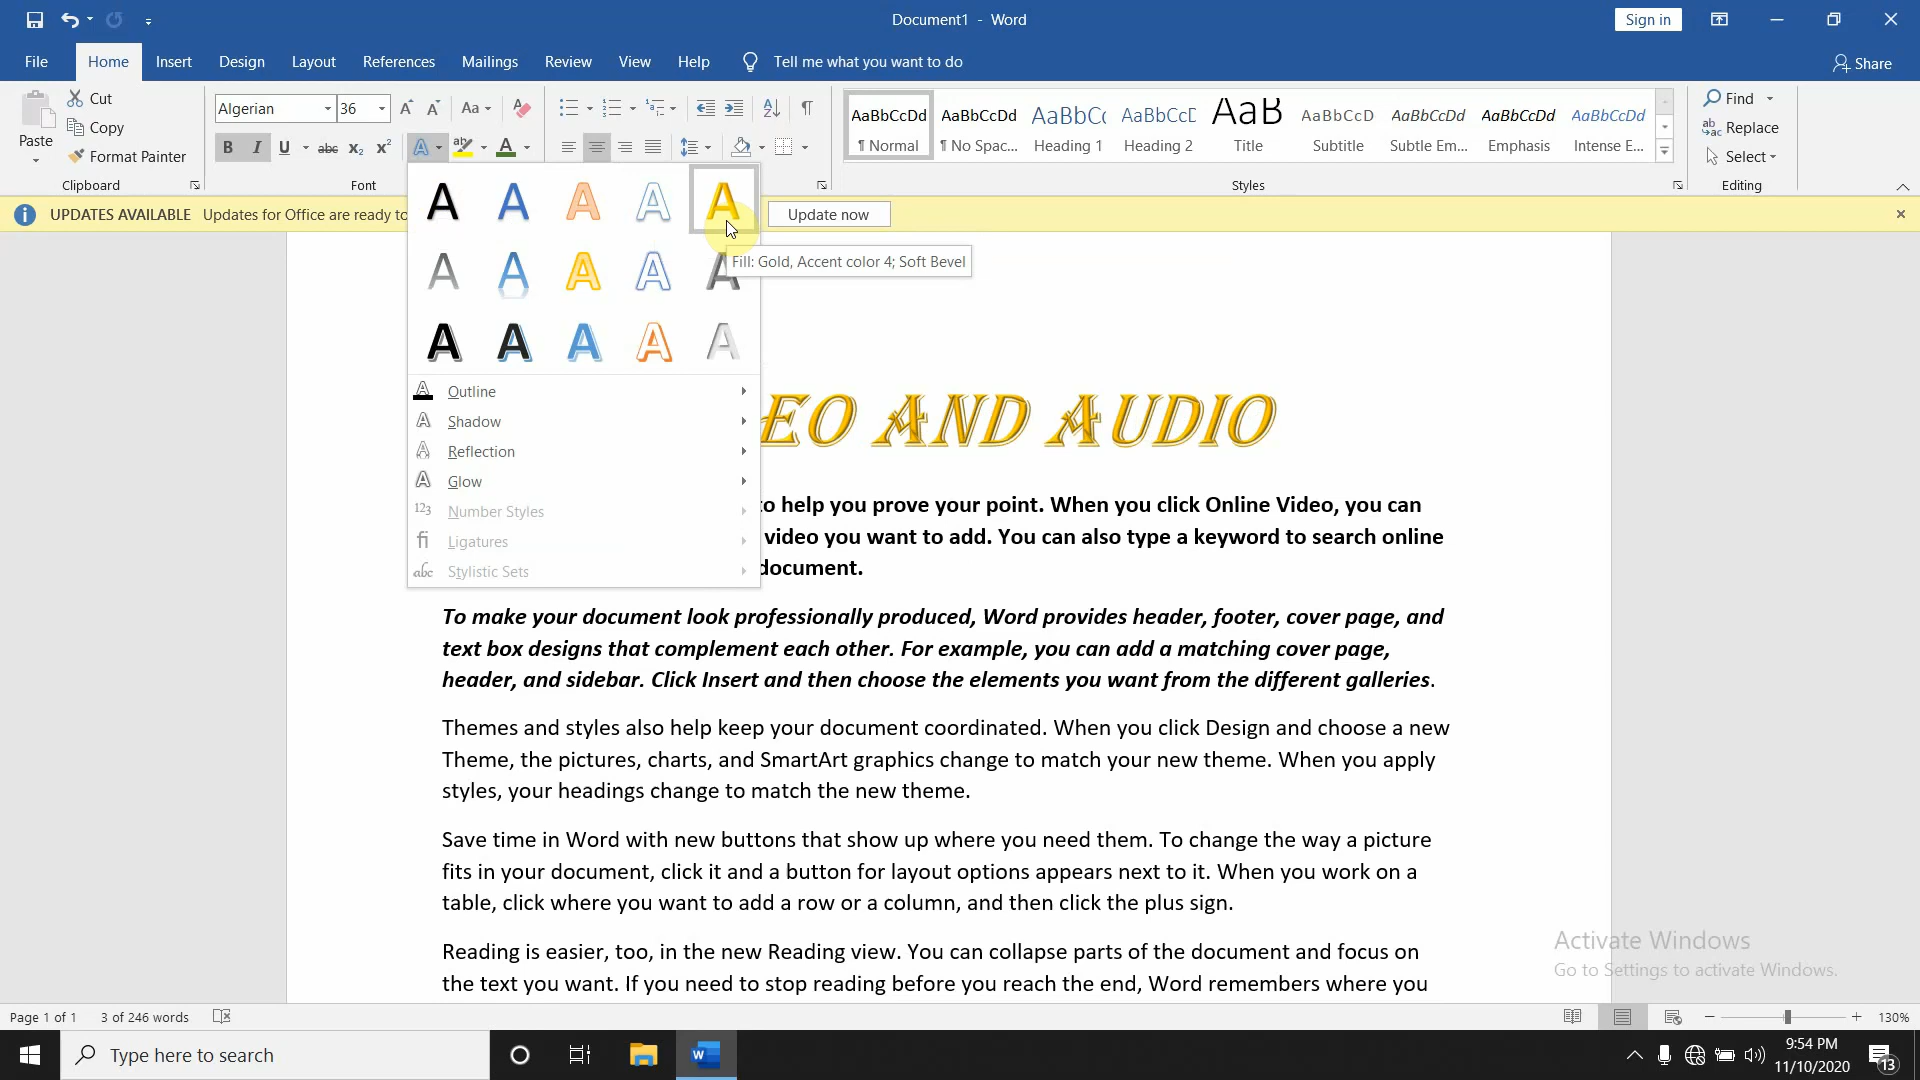 Document1 - Word
Sign in
File Home Insert Design Layout References Mailings Review View Help Tell me what you want to do
Share
Paste
Cut
Copy
Format Painter
Clipboard
Algerian 36
Aa
B I U abc x₂ x²
Font
AaBbCcDd AaBbCcDd AaBbCc AaBbCcC AaB AaBbCcD AaBbCcDd AaBbCcDd AaBbCcDd
¶ Normal ¶ No Spac... Heading 1 Heading 2 Title Subtitle Subtle Em... Emphasis Intense E...
Styles
Find
Replace
Select
Editing
UPDATES AVAILABLE Updates for Office are ready to
Update now
A A A A A
Fill: Gold, Accent color 4; Soft Bevel
A A A A A
A A A A A
Outline
Shadow
Reflection
Glow
123 Number Styles
fi Ligatures
abc Stylistic Sets
EO AND AUDIO
to help you prove your point. When you click Online Video, you can
video you want to add. You can also type a keyword to search online
document.
To make your document look professionally produced, Word provides header, footer, cover page, and
text box designs that complement each other. For example, you can add a matching cover page,
header, and sidebar. Click Insert and then choose the elements you want from the different galleries.
Themes and styles also help keep your document coordinated. When you click Design and choose a new
Theme, the pictures, charts, and SmartArt graphics change to match your new theme. When you apply
styles, your headings change to match the new theme.
Save time in Word with new buttons that show up where you need them. To change the way a picture
fits in your document, click it and a button for layout options appears next to it. When you work on a
table, click where you want to add a row or a column, and then click the plus sign.
Reading is easier, too, in the new Reading view. You can collapse parts of the document and focus on
the text you want. If you need to stop reading before you reach the end, Word remembers where you
Activate Windows
Go to Settings to activate Windows.
Page 1 of 1 3 of 246 words
130%
Type here to search
9:54 PM
11/10/2020
13